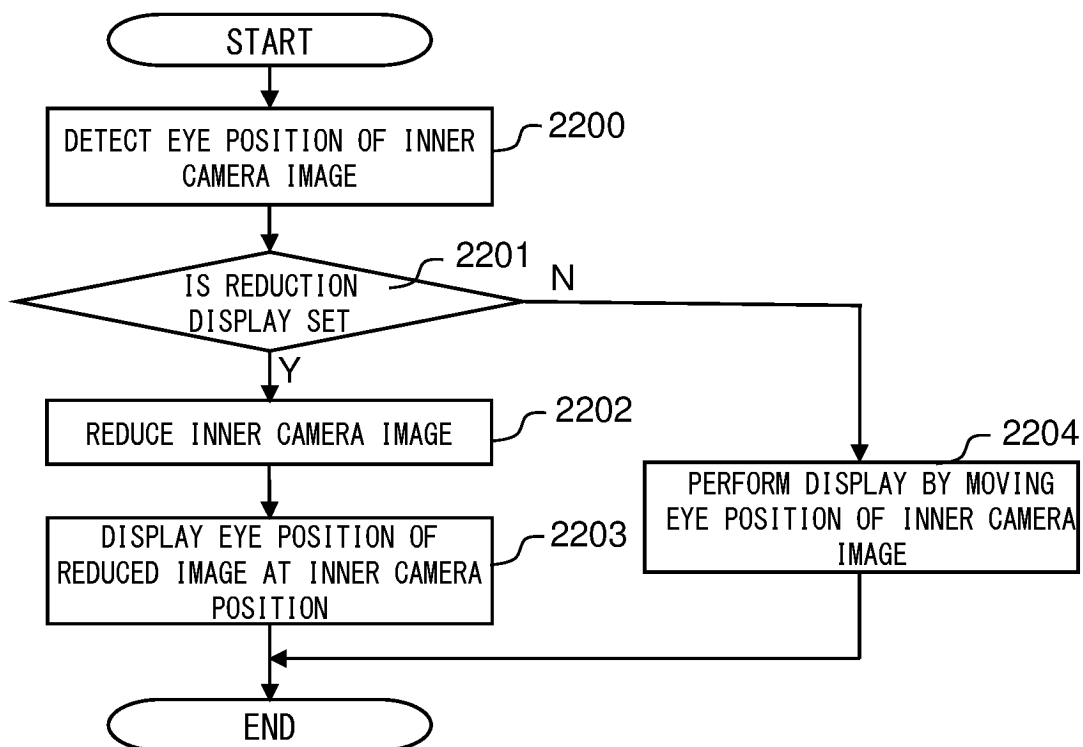 START
DETECT EYE POSITION OF INNER
CAMERA IMAGE
2200
IS REDUCTION
DISPLAY SET
2201
N
Y
REDUCE INNER CAMERA IMAGE
2202
DISPLAY EYE POSITION OF
REDUCED IMAGE AT INNER CAMERA
POSITION
2203
PERFORM DISPLAY BY MOVING
EYE POSITION OF INNER CAMERA
IMAGE
2204
END